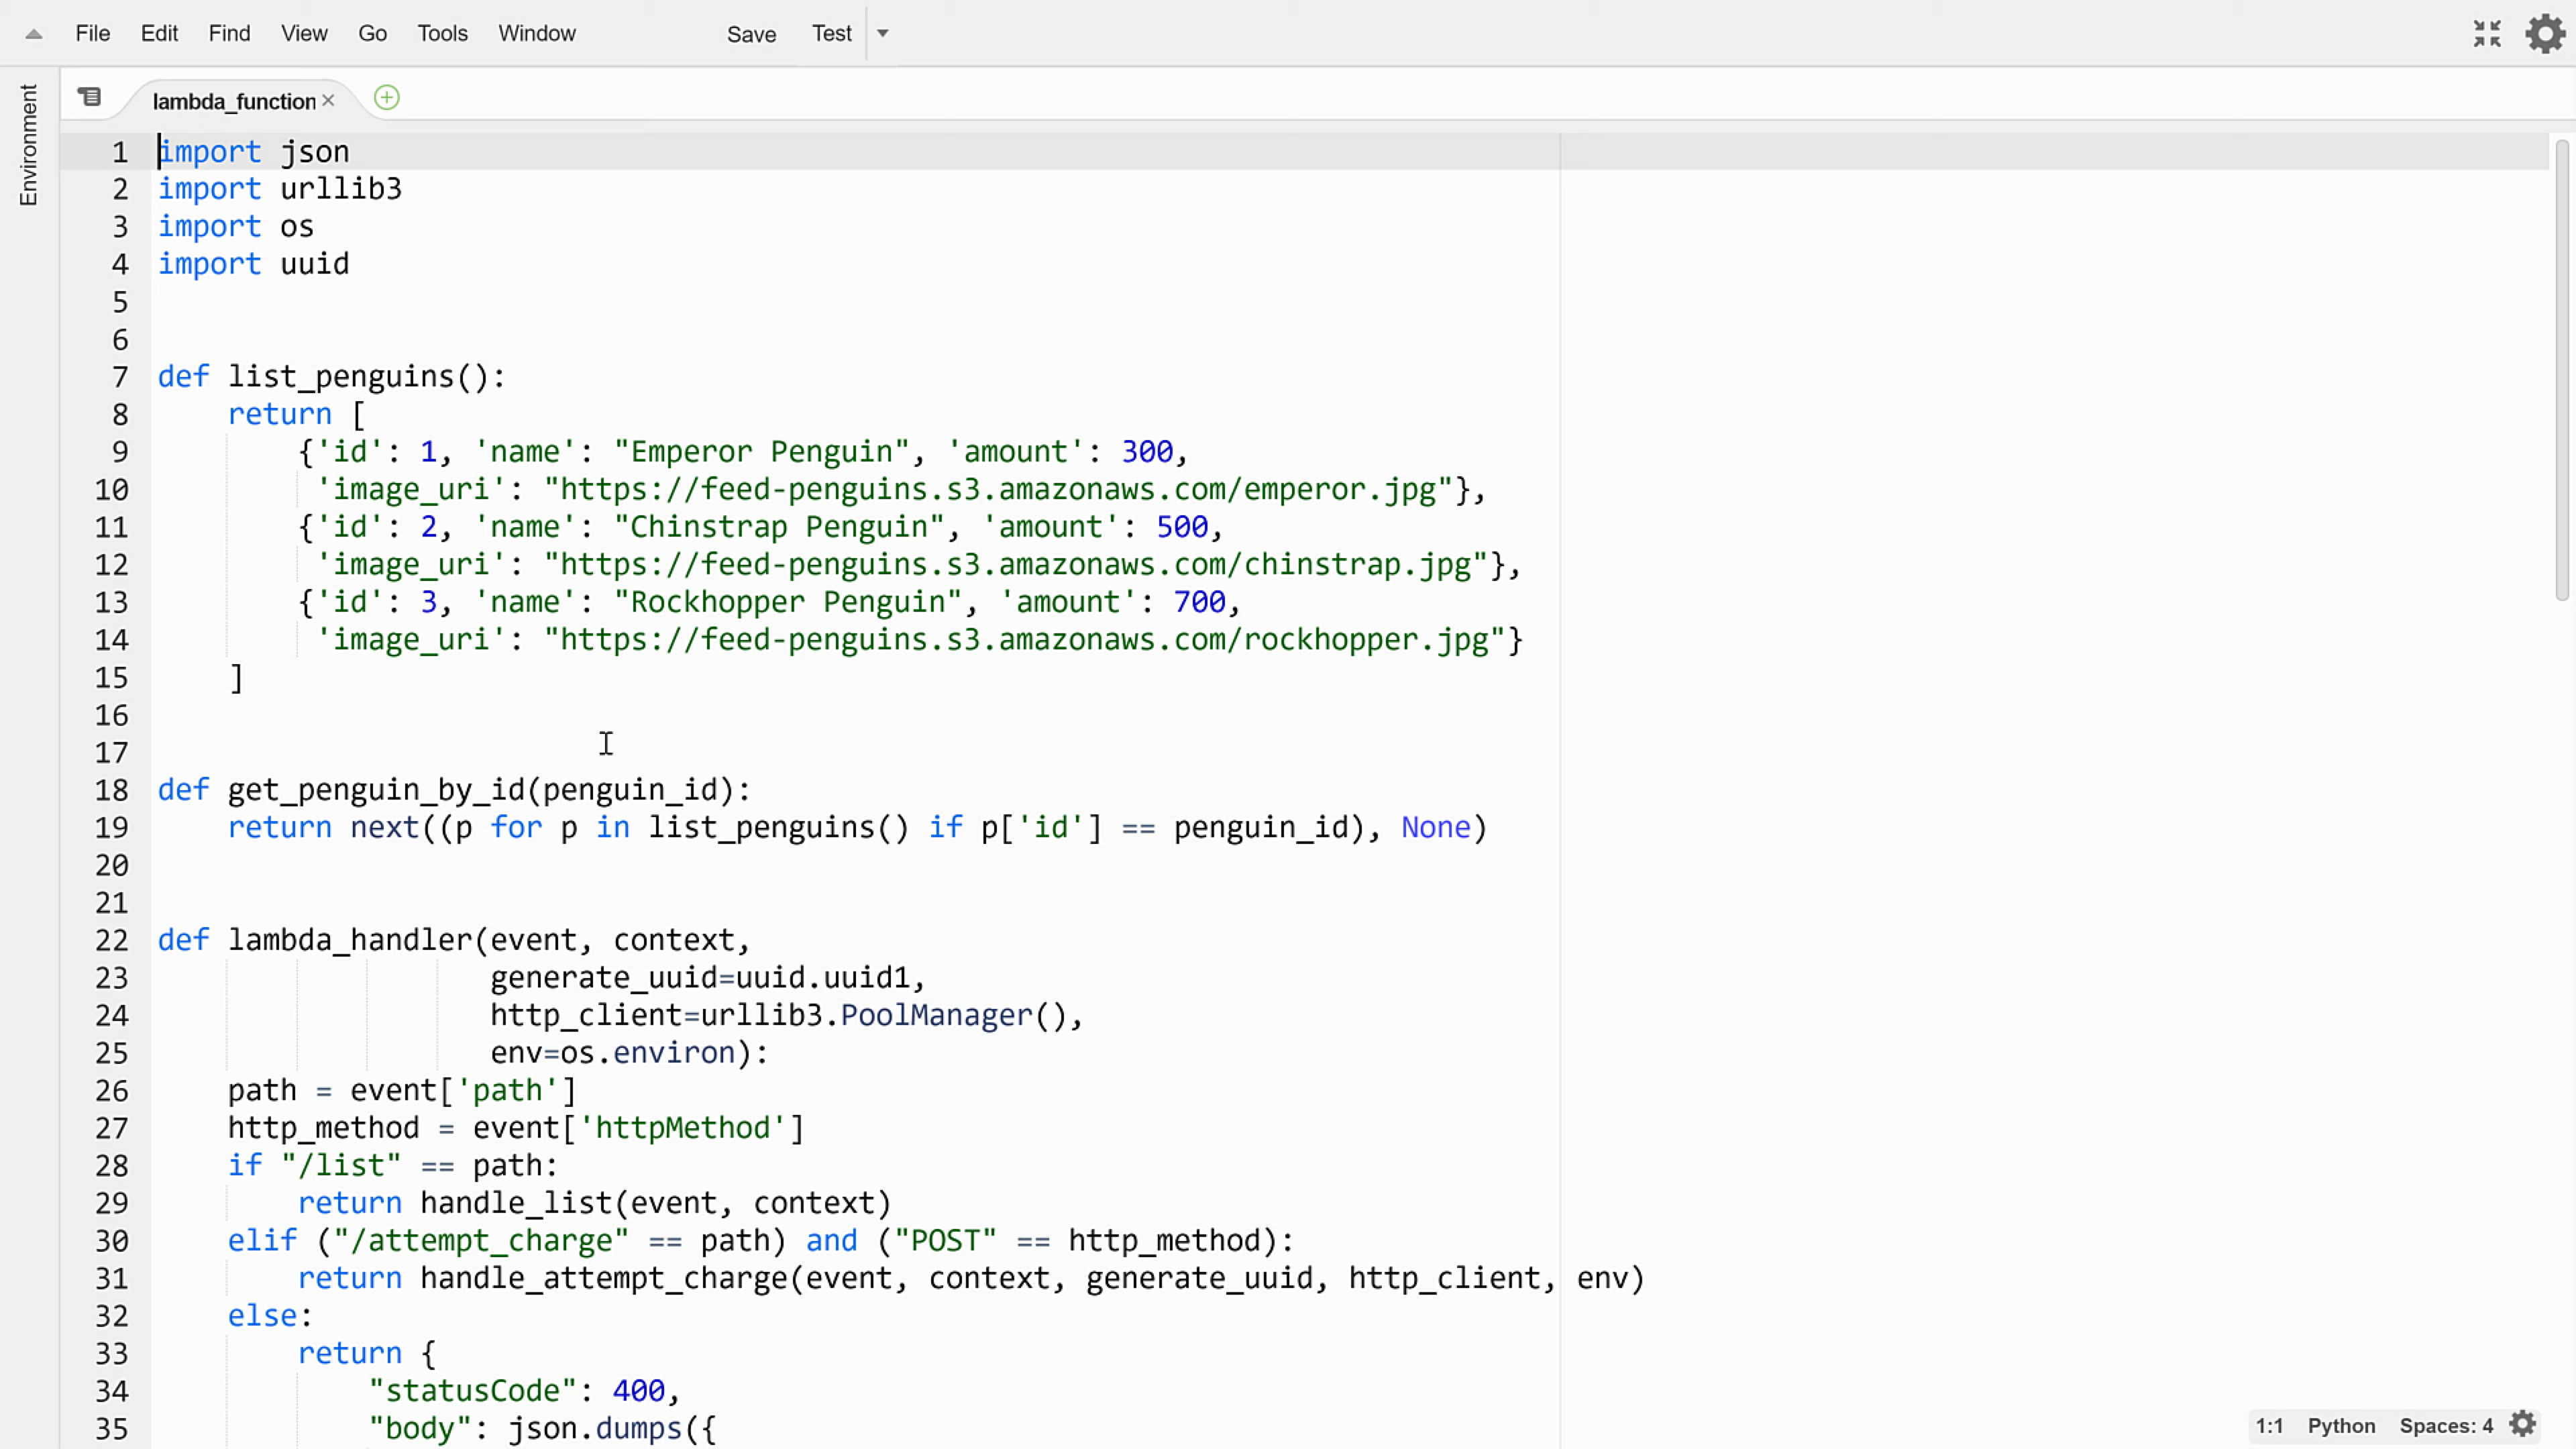 File Edit Find View Go Tools Window Save Test
Environment
lambda_function
1 import json
2 import urllib3
3 import os
4 import uuid
5
6
7 def list_penguins():
8     return [
9         {'id': 1, 'name': "Emperor Penguin", 'amount': 300,
10          'image_uri': "https://feed-penguins.s3.amazonaws.com/emperor.jpg"},
11         {'id': 2, 'name': "Chinstrap Penguin", 'amount': 500,
12          'image_uri': "https://feed-penguins.s3.amazonaws.com/chinstrap.jpg"},
13         {'id': 3, 'name': "Rockhopper Penguin", 'amount': 700,
14          'image_uri': "https://feed-penguins.s3.amazonaws.com/rockhopper.jpg"}
15     ]
16
17
18 def get_penguin_by_id(penguin_id):
19     return next((p for p in list_penguins() if p['id'] == penguin_id), None)
20
21
22 def lambda_handler(event, context,
23                    generate_uuid=uuid.uuid1,
24                    http_client=urllib3.PoolManager(),
25                    env=os.environ):
26     path = event['path']
27     http_method = event['httpMethod']
28     if "/list" == path:
29         return handle_list(event, context)
30     elif ("/attempt_charge" == path) and ("POST" == http_method):
31         return handle_attempt_charge(event, context, generate_uuid, http_client, env)
32     else:
33         return {
34             "statusCode": 400,
35             "body": json.dumps({
1:1 Python Spaces: 4